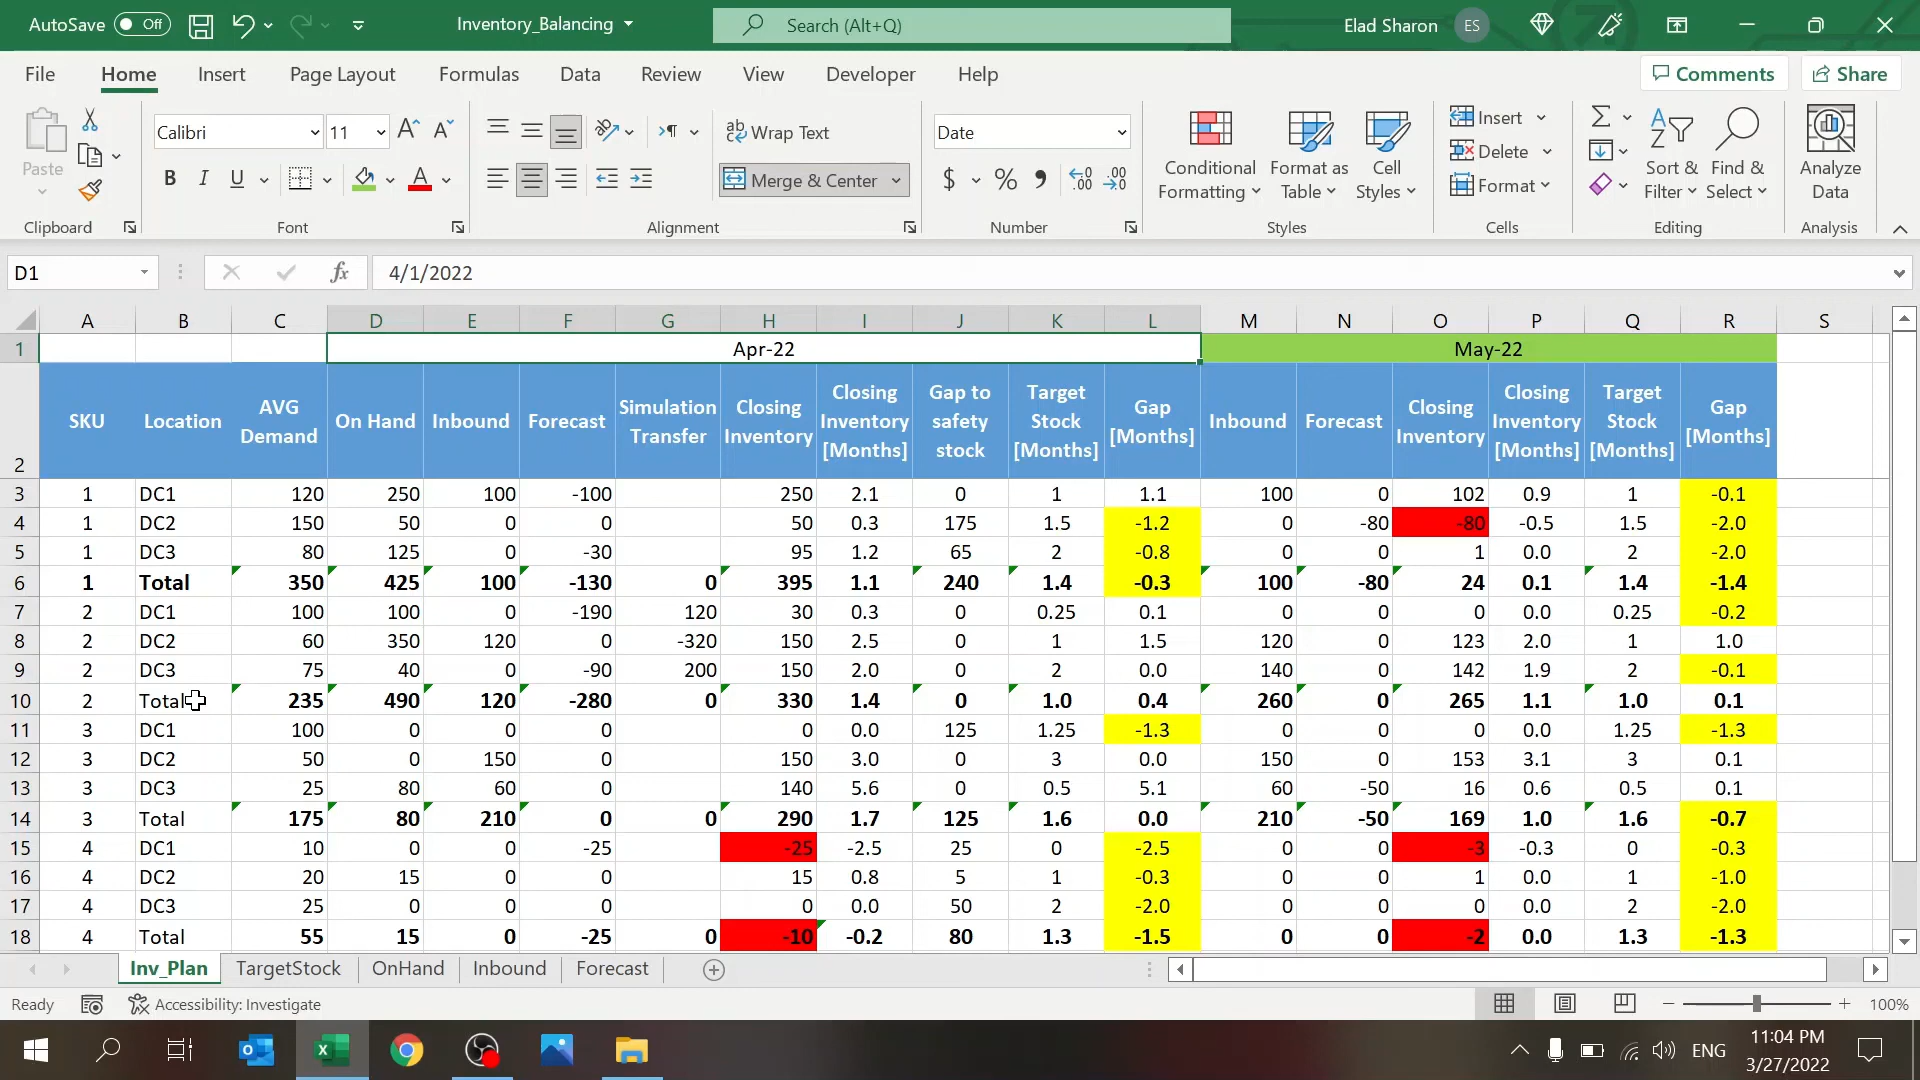 AutoSave Off Inventory_Balancing Search (Alt+Q) Elad Sharon ES
File Home Insert Page Layout Formulas Data Review View Developer Help Comments Share
Calibri 11 Wrap Text Date Insert
Paste Delete
B I U Merge & Center $ % Conditional Formatting Format as Table Cell Styles Format Sort & Filter Find & Select Analyze Data
Clipboard Font Alignment Number Styles Cells Editing Analysis
D1 fx 4/1/2022
A B C D E F G H I J K L M N O P Q R S
1 Apr-22 May-22
2 SKU Location AVG Demand On Hand Inbound Forecast Simulation Transfer Closing Inventory Closing Inventory [Months] Gap to safety stock Target Stock [Months] Gap [Months] Inbound Forecast Closing Inventory Closing Inventory [Months] Target Stock [Months] Gap [Months]
3 1 DC1 120 250 100 -100 250 2.1 0 1 1.1 100 0 102 0.9 1 -0.1
4 1 DC2 150 50 0 0 50 0.3 175 1.5 -1.2 0 -80 -80 -0.5 1.5 -2.0
5 1 DC3 80 125 0 -30 95 1.2 65 2 -0.8 0 0 1 0.0 2 -2.0
6 1 Total 350 425 100 -130 0 395 1.1 240 1.4 -0.3 100 -80 24 0.1 1.4 -1.4
7 2 DC1 100 100 0 -190 120 30 0.3 0 0.25 0.1 0 0 0 0.0 0.25 -0.2
8 2 DC2 60 350 120 0 -320 150 2.5 0 1 1.5 120 0 123 2.0 1 1.0
9 2 DC3 75 40 0 -90 200 150 2.0 0 2 0.0 140 0 142 1.9 2 -0.1
10 2 Total 235 490 120 -280 0 330 1.4 0 1.0 0.4 260 0 265 1.1 1.0 0.1
11 3 DC1 100 0 0 0 0 0.0 125 1.25 -1.3 0 0 0 0.0 1.25 -1.3
12 3 DC2 50 0 150 0 150 3.0 0 3 0.0 150 0 153 3.1 3 0.1
13 3 DC3 25 80 60 0 140 5.6 0 0.5 5.1 60 -50 16 0.6 0.5 0.1
14 3 Total 175 80 210 0 0 290 1.7 125 1.6 0.0 210 -50 169 1.0 1.6 -0.7
15 4 DC1 10 0 0 -25 -25 -2.5 25 0 -2.5 0 0 -3 -0.3 0 -0.3
16 4 DC2 20 15 0 0 15 0.8 5 1 -0.3 0 0 1 0.0 1 -1.0
17 4 DC3 25 0 0 0 0 0.0 50 2 -2.0 0 0 0 0.0 2 -2.0
18 4 Total 55 15 0 -25 0 -10 -0.2 80 1.3 -1.5 0 0 -2 0.0 1.3 -1.3
Inv_Plan TargetStock OnHand Inbound Forecast
Ready Accessibility: Investigate 100%
ENG 11:04 PM
3/27/2022